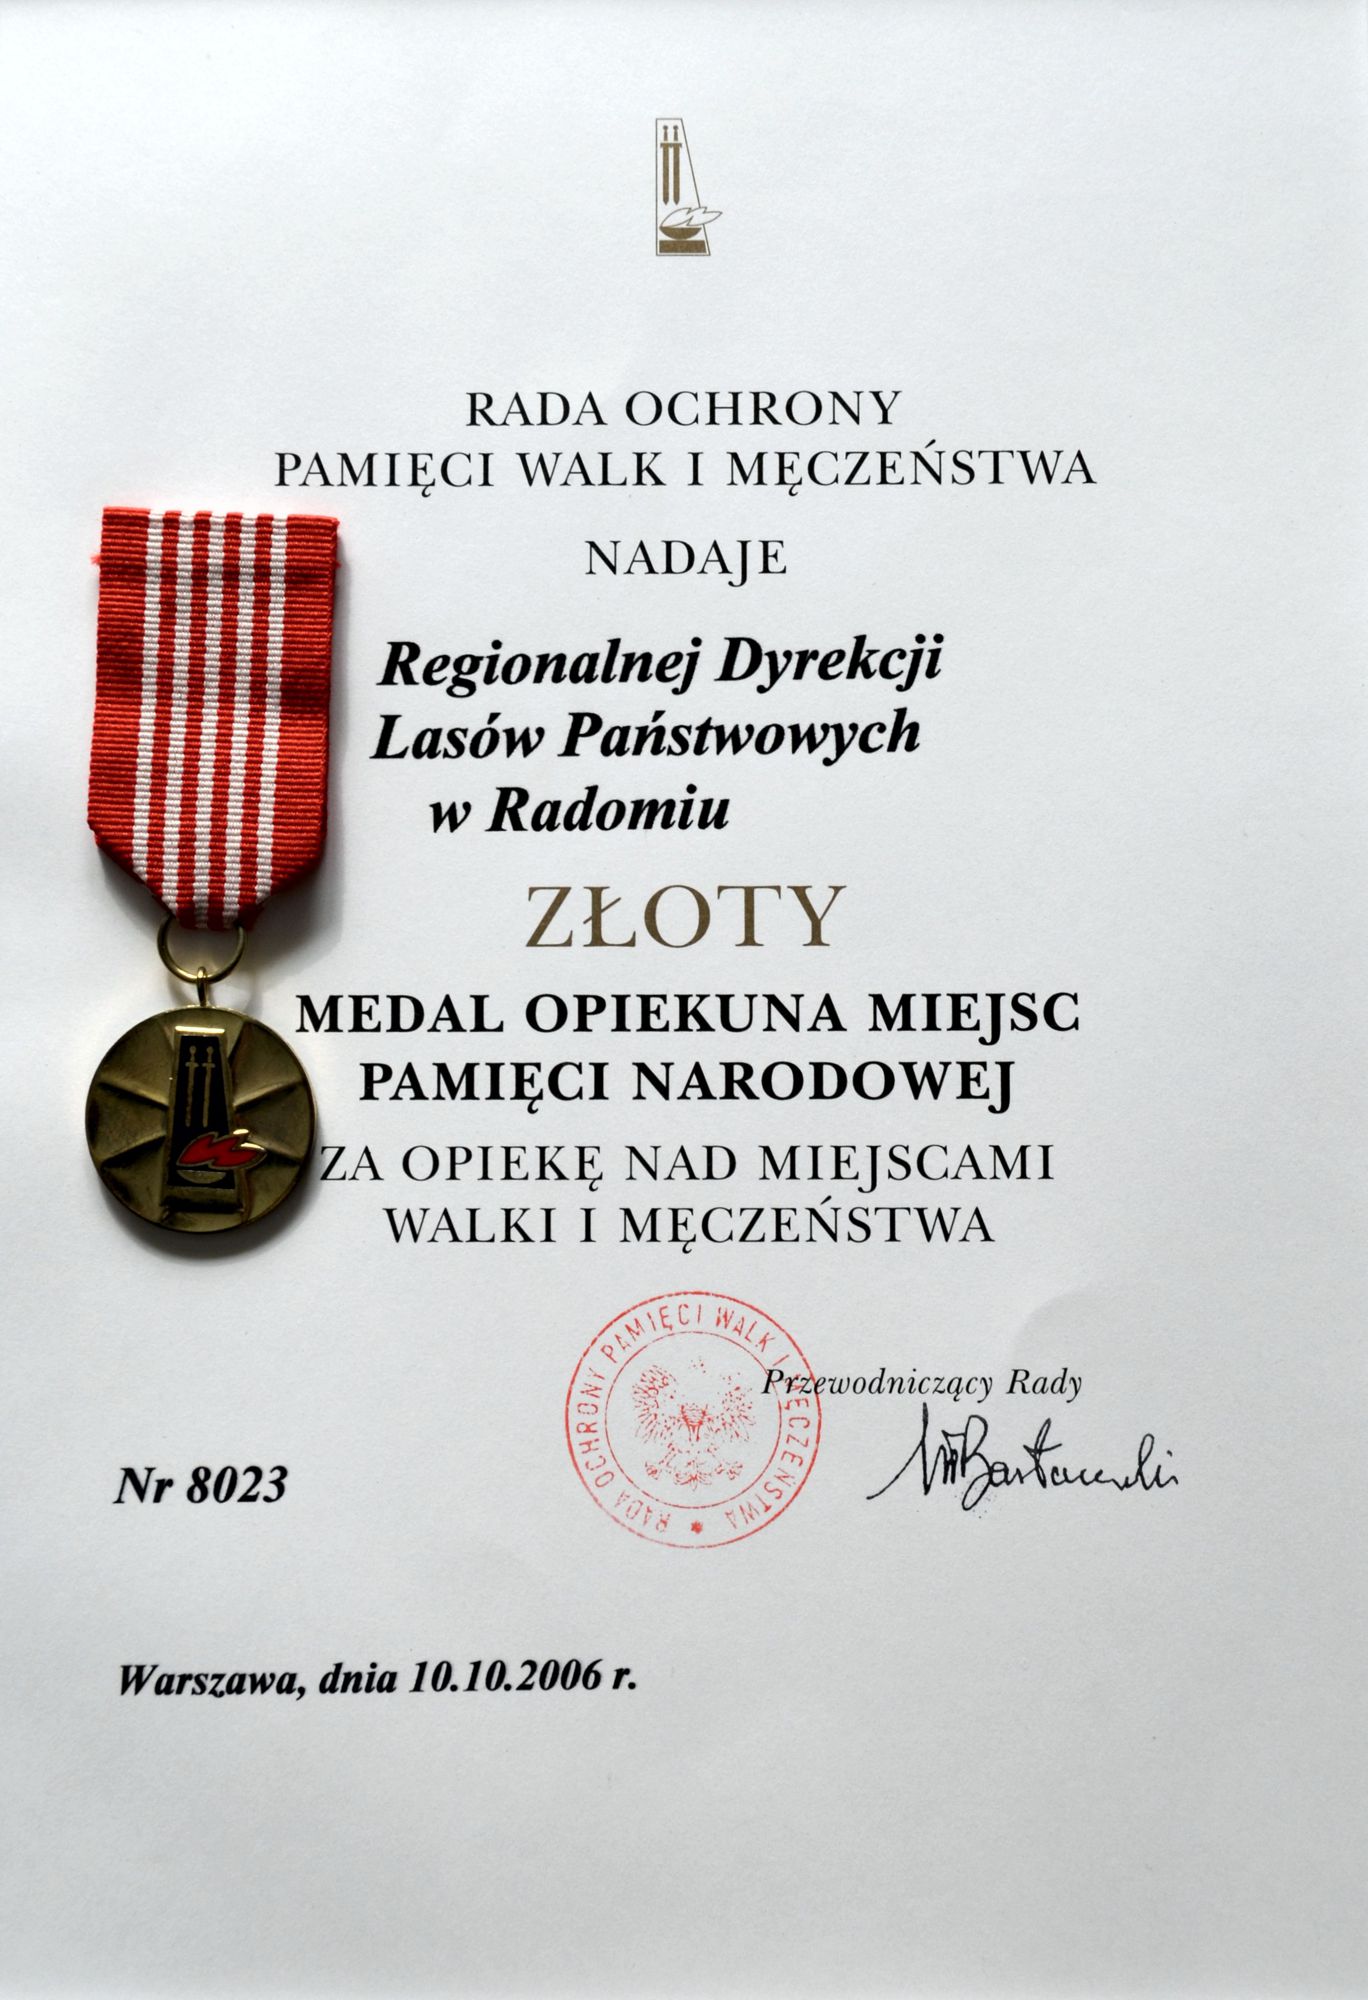 RADA OCHRONY
PAMIĘCI WALK I MĘCZEŃSTWA
NADAJE
Regionalnej Dyrekcji
Lasów Państwowych
w Radomiu
ZŁOTY
MEDAL OPIEKUNA MIEJSC
PAMIĘCI NARODOWEJ
ZA OPIEKĘ NAD MIEJSCAMI
WALKI I MĘCZEŃSTWA
RADA OCHRONY PAMIĘCI WALK I MĘCZEŃSTWA
Przewodniczący Rady
Nr 8023
Warszawa, dnia 10.10.2006 r.